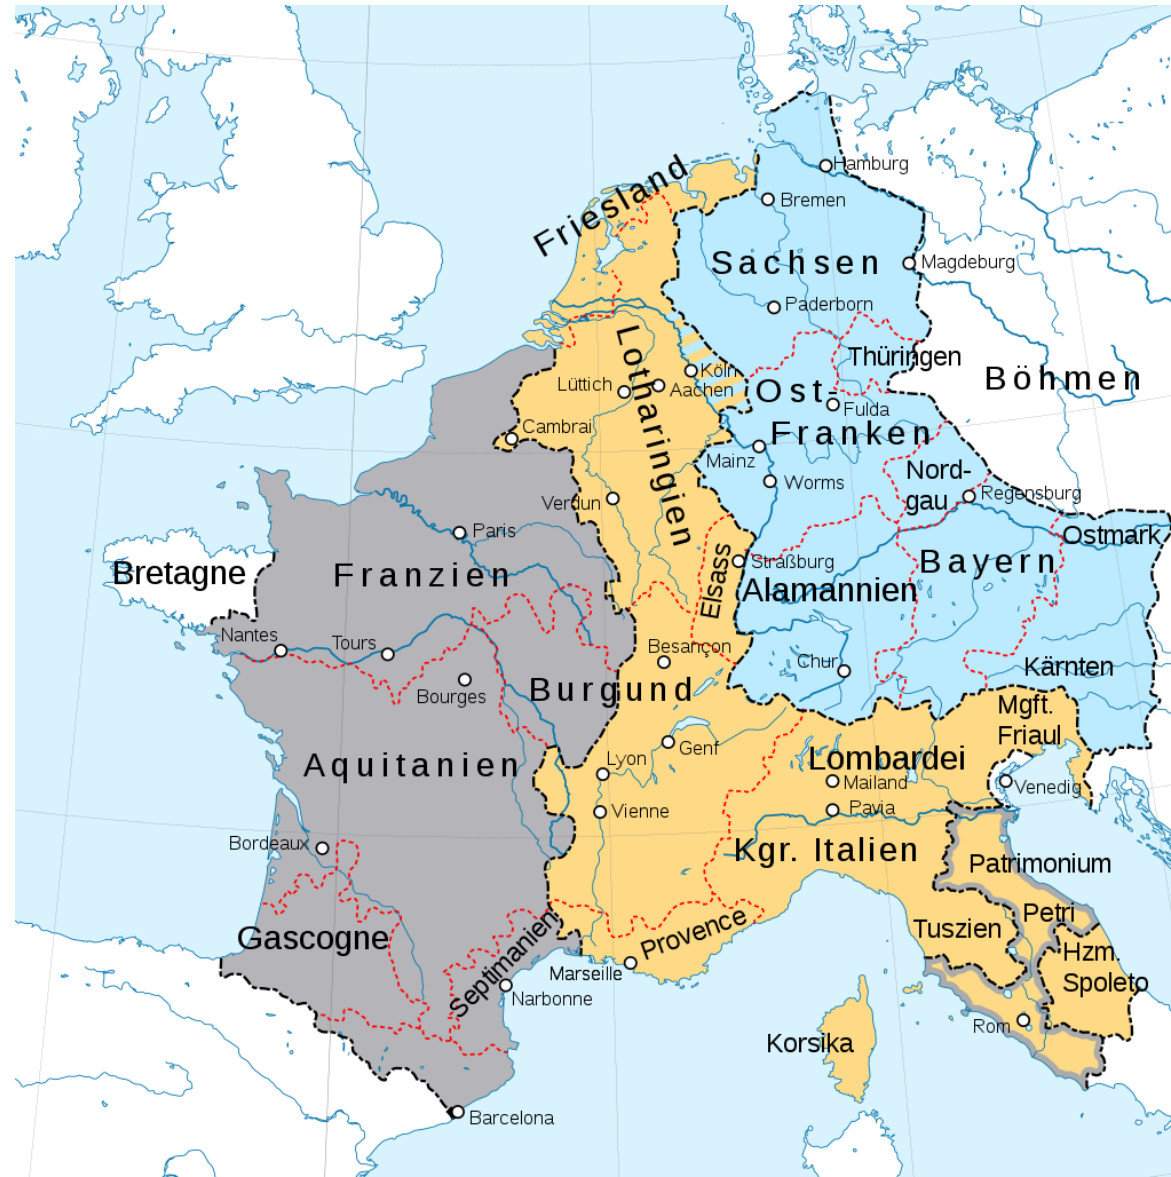 Hamburg
Friesland
Bremen
Sachsen
Magdeburg
Paderborn
Lotharingien
Thüringen
Köln
Böhmen
Lüttich
Aachen
Ost-
Fulda
Cambrai
Franken
Mainz
Nord-
gau
Worms
Regensburg
Verdun
Paris
Ostmark
Elsass
Straßburg
Bayern
Bretagne
Franzien
Alamannien
Nantes
Tours
Besançon
Chur
Kärnten
Bourges
Burgund
Mgft.
Friaul
Genf
Lombardei
Aquitanien
Lyon
Mailand
Venedig
Vienne
Pavia
Bordeaux
Kgr. Italien
Patrimonium
Petri
Gascogne
Septimanien
Provence
Tuszien
Hzm.
Spoleto
Marseille
Narbonne
Rom
Korsika
Barcelona